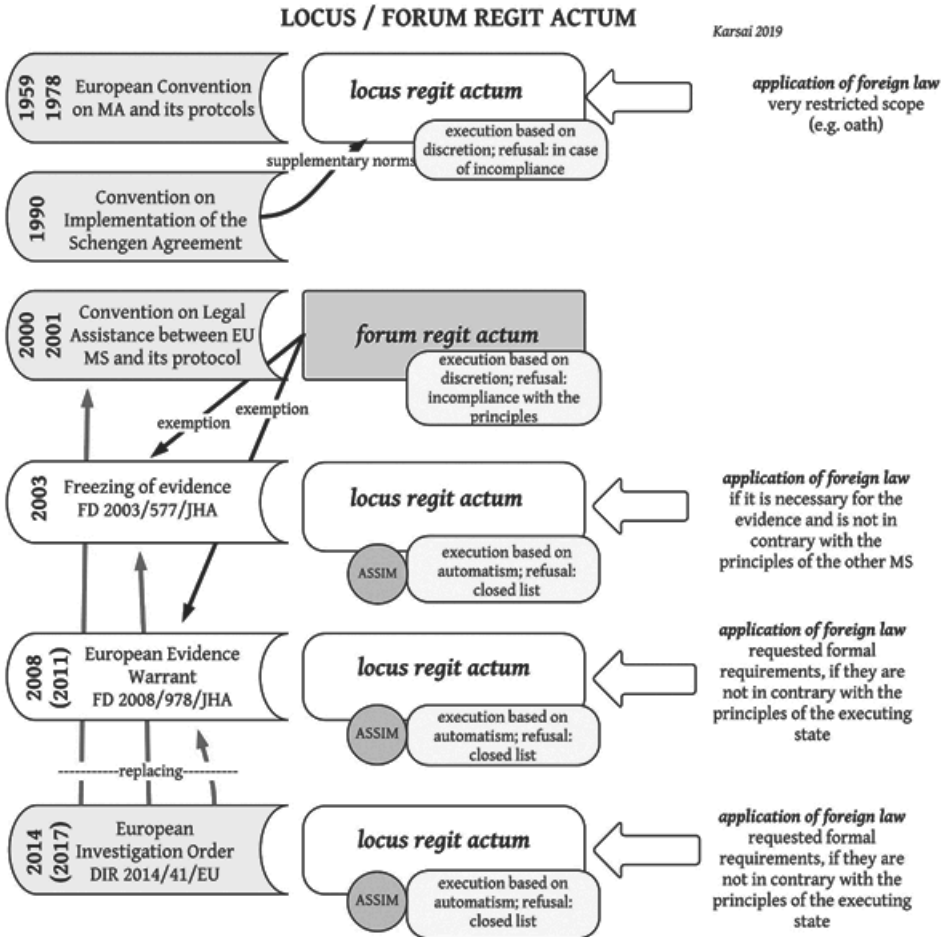 LOCUS / FORUM REGIT ACTUM
Karsai 2019
1959
1978
European Convention
on MA and its protcols
locus regit actum
application of foreign law
very restricted scope
(e.g. oath)
execution based on
discretion; refusal: in case
of incompliance
supplementary norms
1990
Convention on
Implementation of the
Schengen Agreement
2000
2001
Convention on Legal
Assistance between EU
MS and its protocol
forum regit actum
execution based on
discretion; refusal:
incompliance with the
principles
exemption
exemption
2003
Freezing of evidence
FD 2003/577/JHA
locus regit actum
application of foreign law
if it is necessary for the
evidence and is not in
contrary with the
principles of the other MS
ASSIM
execution based on
automatism; refusal:
closed list
2008
(2011)
European Evidence
Warrant
FD 2008/978/JHA
locus regit actum
application of foreign law
requested formal
requirements, if they are
not in contrary with the
principles of the executing
state
ASSIM
execution based on
automatism; refusal:
closed list
replacing
2014
(2017)
European
Investigation Order
DIR 2014/41/EU
locus regit actum
application of foreign law
requested formal
requirements, if they are
not in contrary with the
principles of the executing
state
ASSIM
execution based on
automatism; refusal:
closed list